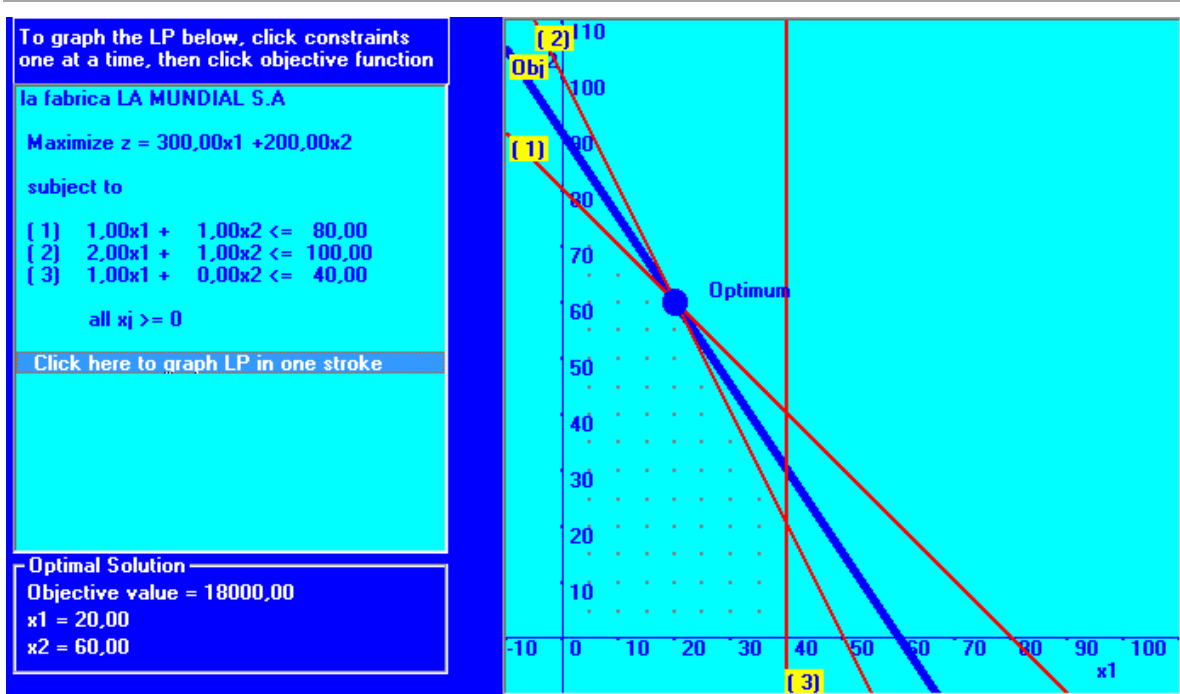 To graph the LP below, click constraints
one at a time, then click objective function
la fabrica LA MUNDIAL S.A
Maximize z = 300,00x1 +200,00x2
subject to
( 1) 1,00x1 + 1,00x2 <= 80,00
( 2) 2,00x1 + 1,00x2 <= 100,00
( 3) 1,00x1 + 0,00x2 <= 40,00
all xj >= 0
Click here to graph LP in one stroke
Optimal Solution
Objective value = 18000,00
x1 = 20,00
x2 = 60,00
( 2) 110
Obj 2
100
( 1) 90
80
70
Optimum
60
50
40
30
20
10
-10 0 10 20 30 40 50 60 70 80 90 100
x1
( 3)